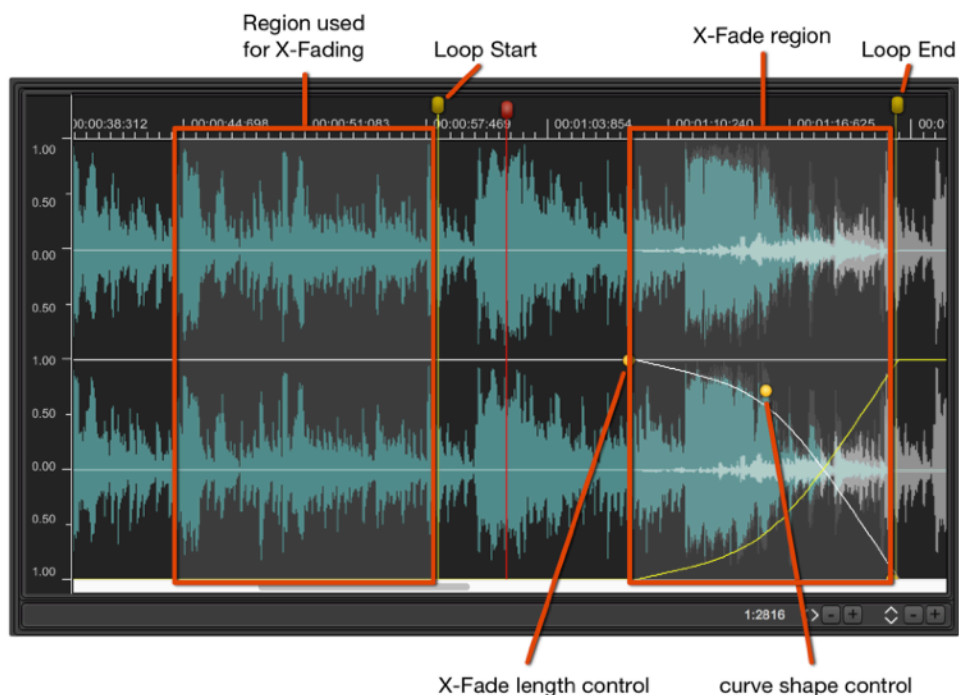 Region used
for X-Fading
Loop Start
X-Fade region
Loop End
00:00:38:312 00:00:44:698 00:00:51:083 00:00:57:469 00:01:03:854 00:01:10:240 00:01:16:625 00:0
1.00
0.50
0.00
0.50
1.00
0.50
0.00
0.50
1.00
1:2816 - + - +
X-Fade length control
curve shape control